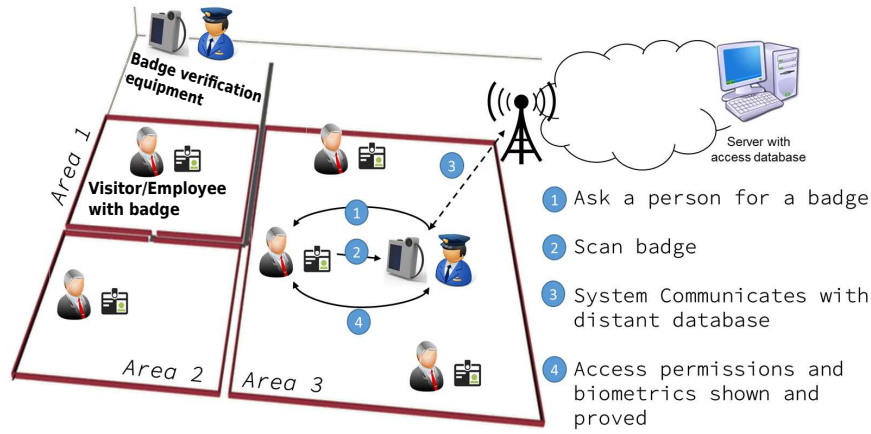 Badge verification
equipment
Area 1
Visitor/Employee
with badge
Area 2
Area 3
1
2
3
4
Server with
access database
1 Ask a person for a badge
2 Scan badge
3 System Communicates with
distant database
4 Access permissions and
biometrics shown and
proved